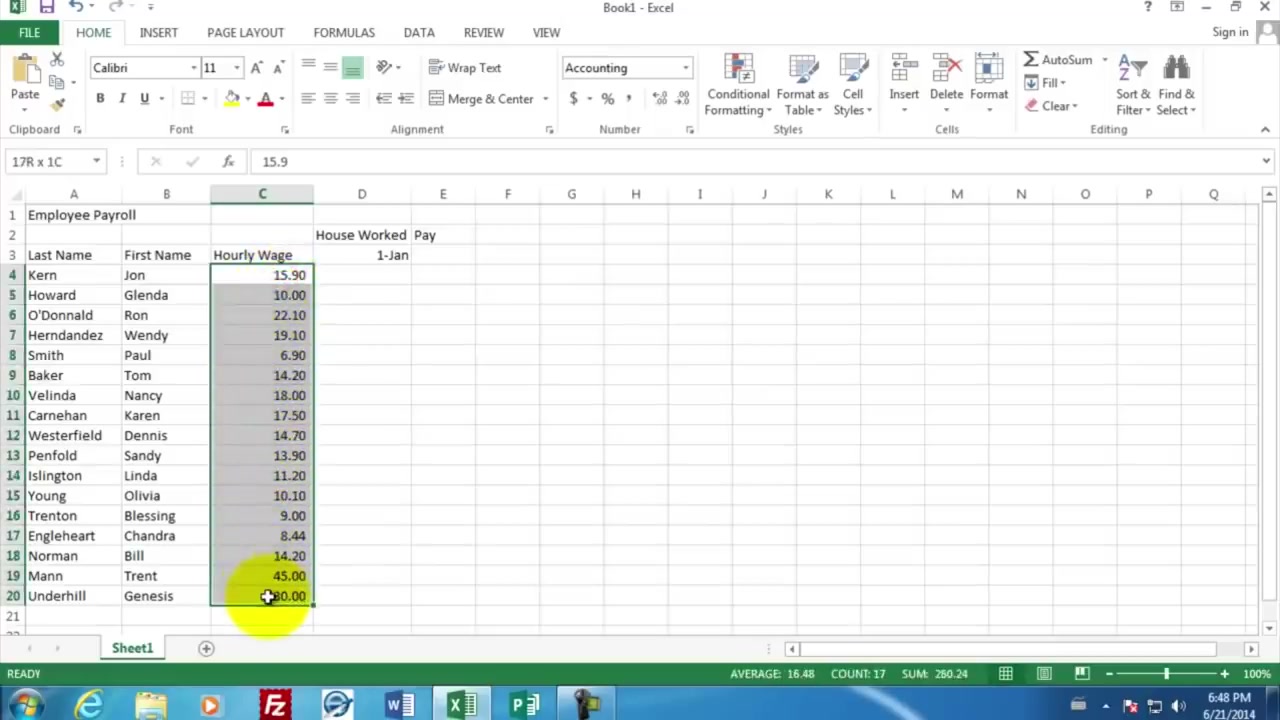 Book1 - Excel
FILE HOME INSERT PAGE LAYOUT FORMULAS DATA REVIEW VIEW Sign in
Calibri 11 Wrap Text Accounting AutoSum
Paste Conditional Formatting Format as Table Cell Styles Insert Delete Format Fill Sort & Filter Find & Select
B I U Merge & Center $ % Clear
Clipboard Font Alignment Number Styles Cells Editing
17R x 1C fx 15.9
A B C D E F G H I J K L M N O P Q
1 Employee Payroll
2 House Worked Pay
3 Last Name First Name Hourly Wage 1-Jan
4 Kern Jon 15.90
5 Howard Glenda 10.00
6 O'Donnald Ron 22.10
7 Herndandez Wendy 19.10
8 Smith Paul 6.90
9 Baker Tom 14.20
10 Velinda Nancy 18.00
11 Carnehan Karen 17.50
12 Westerfield Dennis 14.70
13 Penfold Sandy 13.90
14 Islington Linda 11.20
15 Young Olivia 10.10
16 Trenton Blessing 9.00
17 Engleheart Chandra 8.44
18 Norman Bill 14.20
19 Mann Trent 45.00
20 Underhill Genesis
21
Sheet1
READY AVERAGE: 16.48 COUNT: 17 SUM: 280.24 100%
6:48 PM
6/21/2014